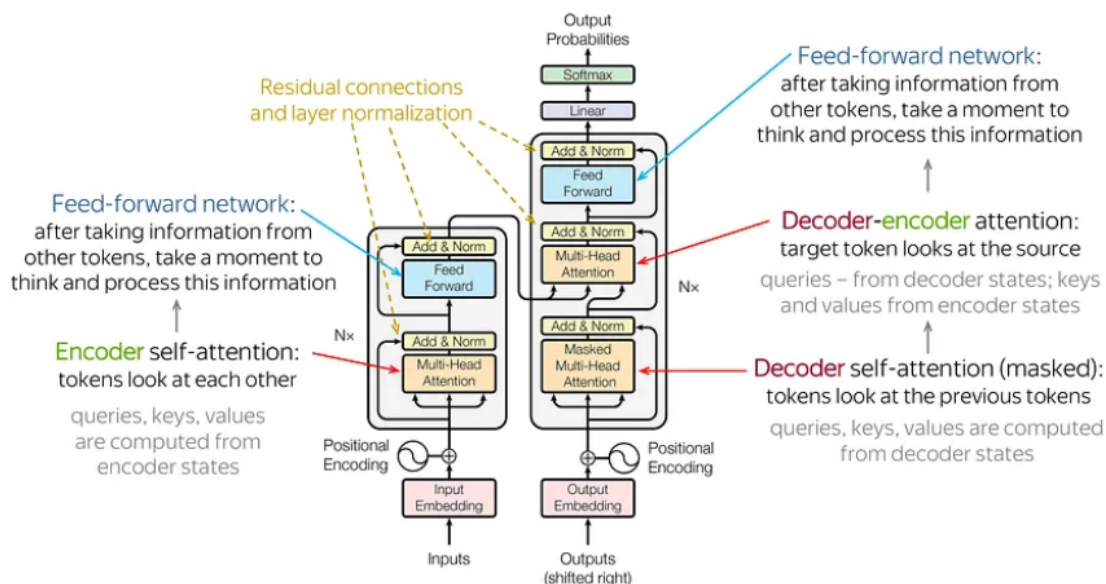 Output
Probabilities
Softmax
Linear
Add & Norm
Feed
Forward
Add & Norm
Multi-Head
Attention
Add & Norm
Masked
Multi-Head
Attention
N×
Positional
Encoding
Output
Embedding
Outputs
(shifted right)
Residual connections
and layer normalization
Feed-forward network:
after taking information from
other tokens, take a moment to
think and process this information
Encoder self-attention:
tokens look at each other
queries, keys, values
are computed from
encoder states
Add & Norm
Feed
Forward
N×
Add & Norm
Multi-Head
Attention
Positional
Encoding
Input
Embedding
Inputs
Feed-forward network:
after taking information from
other tokens, take a moment to
think and process this information
Decoder-encoder attention:
target token looks at the source
queries – from decoder states; keys
and values from encoder states
Decoder self-attention (masked):
tokens look at the previous tokens
queries, keys, values are computed
from decoder states